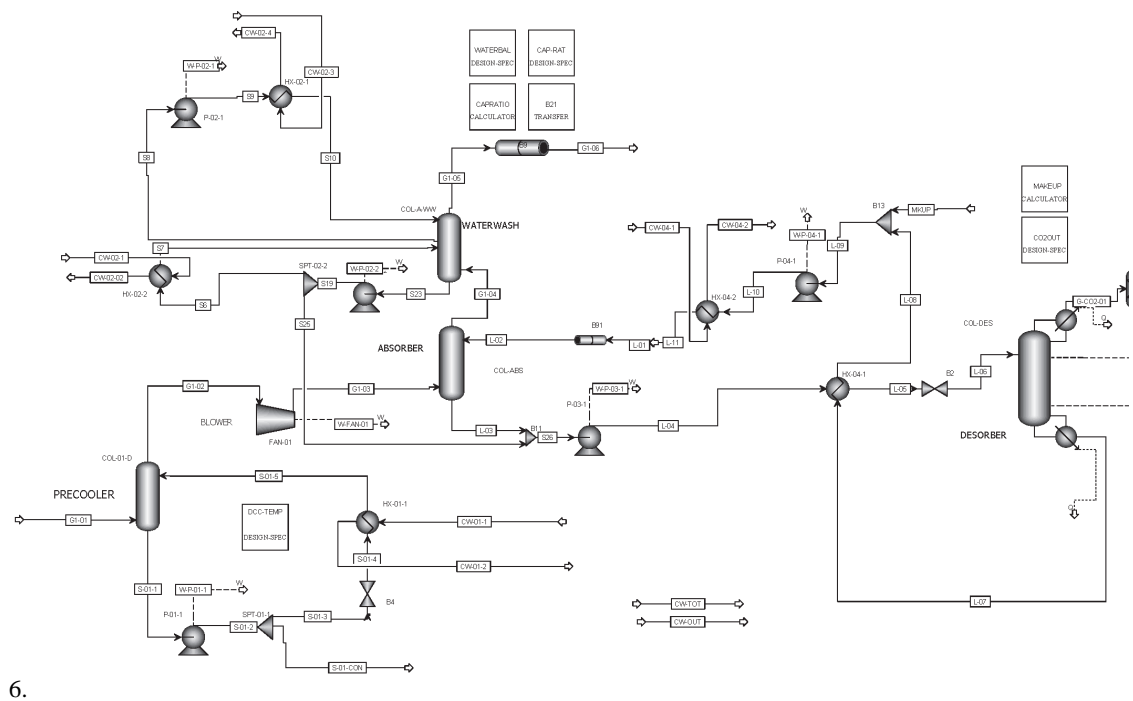 CW-02-4
W-P-02-1
W
HX-02-1
CW-02-3
WATERBAL
DESIGN-SPEC
CAP-RAT
DESIGN-SPEC
S9
P-02-1
CAPRATIO
CALCULATOR
B21
TRANSFER
S8
S10
G1-06
G1-05
COL-A-WW
WATERWASH
MAKEUP
CALCULATOR
B13
MKUP
CO2OUT
DESIGN-SPEC
CW-04-1
CW-04-2
W
W-P-04-1
L-09
S7
CW-02-1
CW-02-02
HX-02-2
SPT-02-2
S19
W-P-02-2
W
S23
G1-04
P-04-1
L-10
HX-04-2
L-08
S6
S25
G-CO2-01
Q
COL-DES
ABSORBER
L-02
B91
L-01
L-11
COL-ABS
HX-04-1
L-05
B2
L-06
G1-02
G1-03
W-P-03-1
W
P-03-1
BLOWER
FAN-01
W-FAN-01
W
L-03
B11
S26
L-04
DESORBER
COL-01-D
PRECOOLER
S-01-5
HX-01-1
G1-01
DCC-TEMP
DESIGN-SPEC
CW-01-1
S-01-4
CW-01-2
Q
S-01-1
W-P-01-1
W
B4
L-07
CW-TOT
CW-OUT
P-01-1
SPT-01-1
S-01-2
S-01-3
S-01-CON
6.